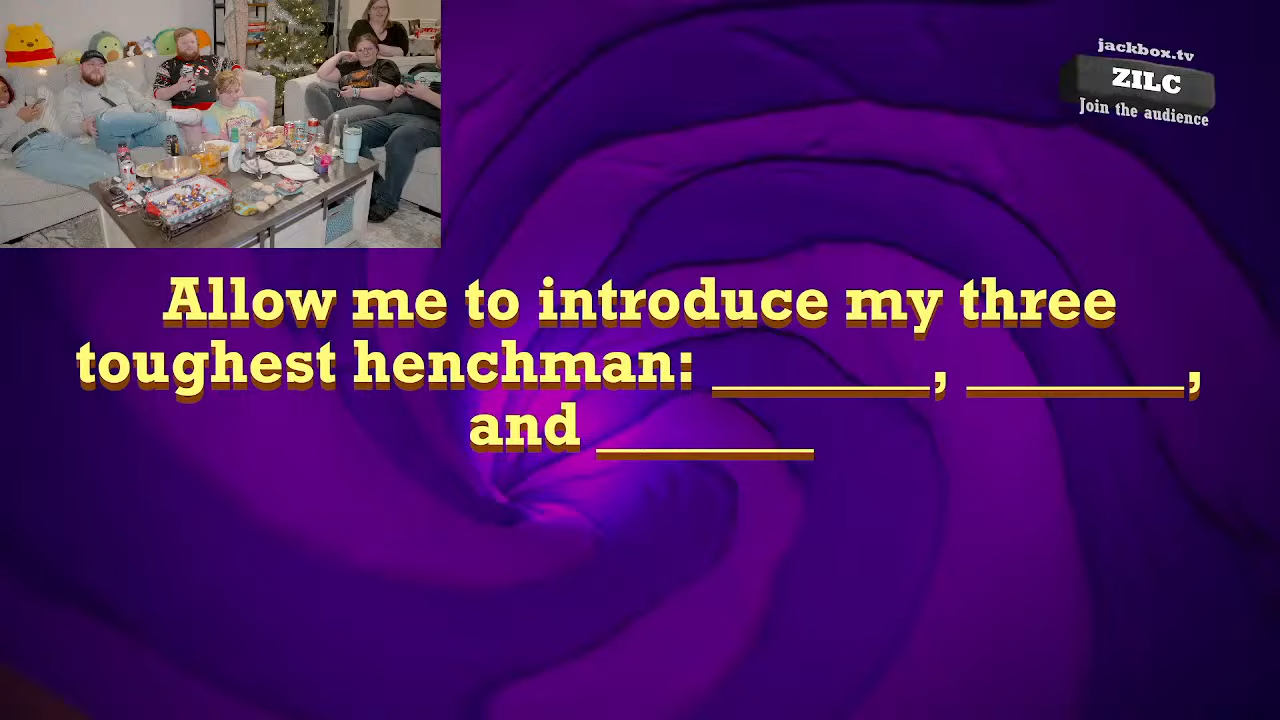 jackbox.tv
ZILC
Join the audience
Allow me to introduce my three
toughest henchman: ________, ________,
and ________